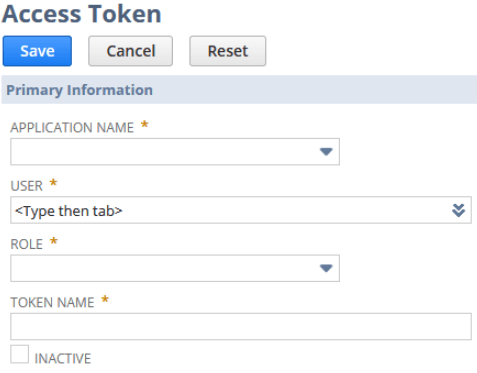 Access Token
Save Cancel Reset
Primary Information
APPLICATION NAME *
USER *
<Type then tab>
ROLE *
TOKEN NAME *
INACTIVE